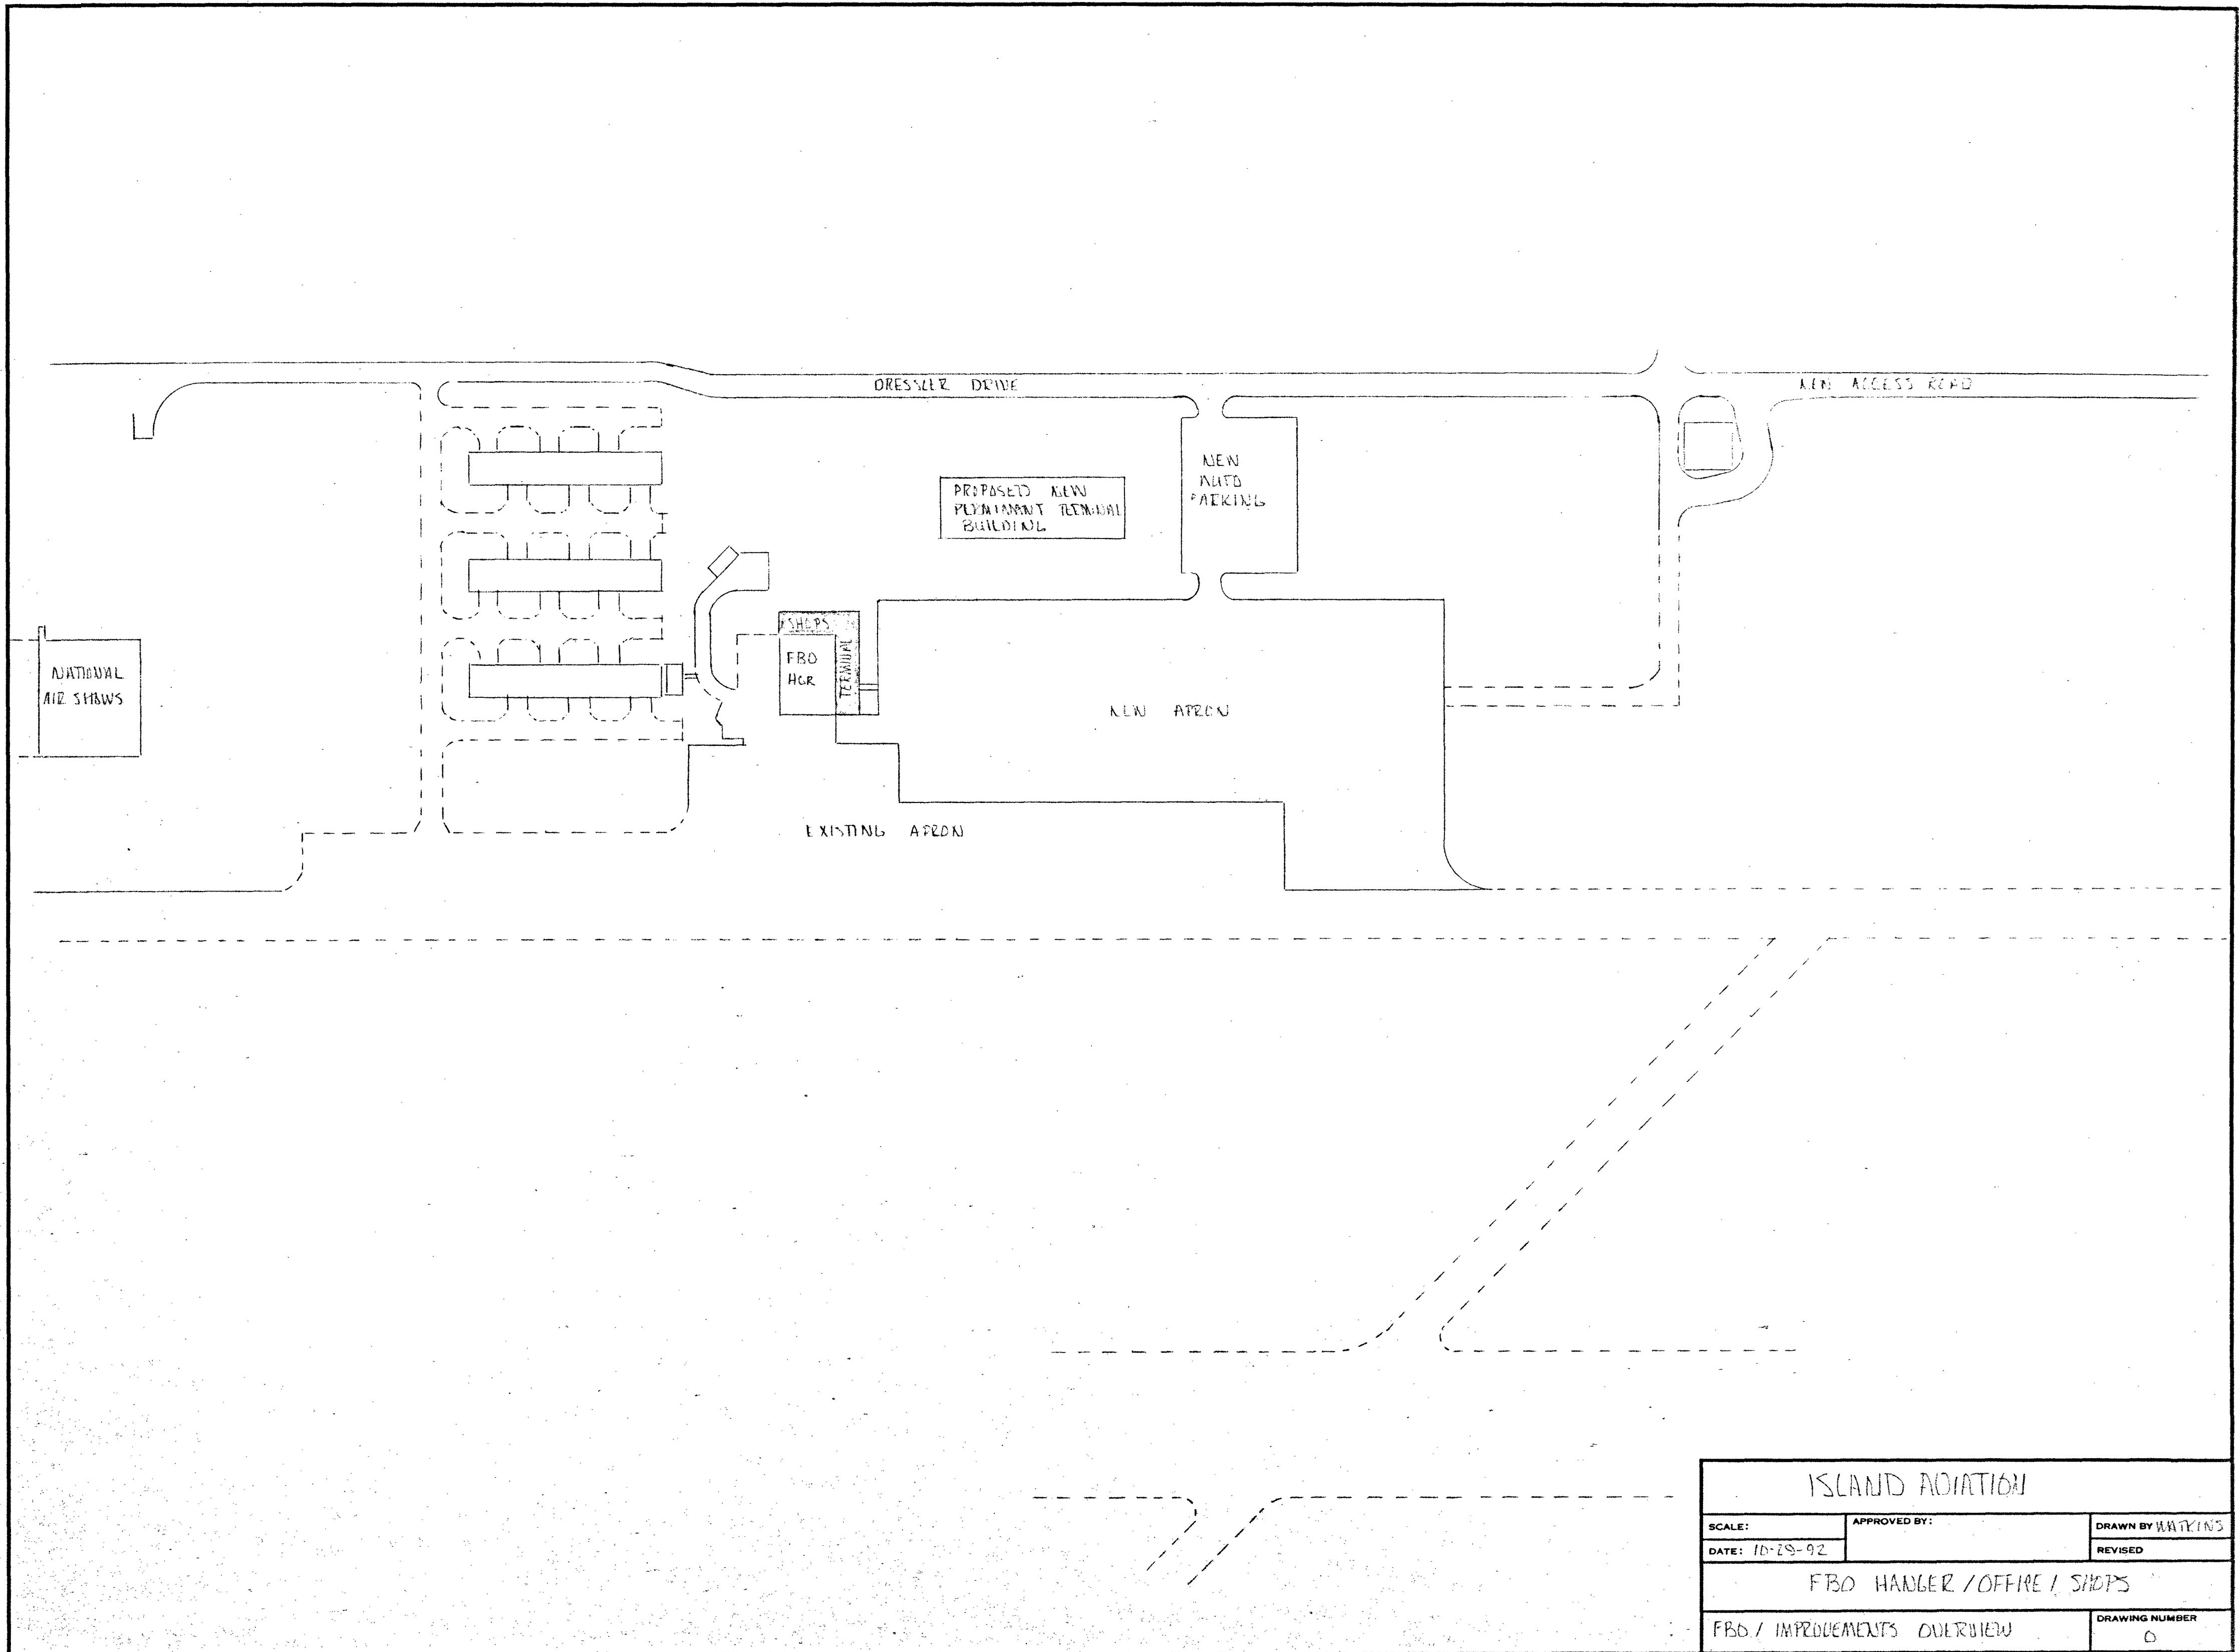 DRESSLER DRIVE
NEW ACCESS ROAD
NEW
AUTO
PARKING
PROPOSED NEW
PERMINANT TERMINAL
BUILDING
SHOPS
FBO
HGR
TERMINAL
NATIONAL
AIR SHOWS
NEW APRON
EXISTING APRON
ISLAND AVIATION
SCALE:
APPROVED BY:
DRAWN BY WATKINS
DATE: 10-29-92
REVISED
FBO HANGER / OFFICE / SHOPS
FBO / IMPROVEMENTS OVERVIEW
DRAWING NUMBER
0